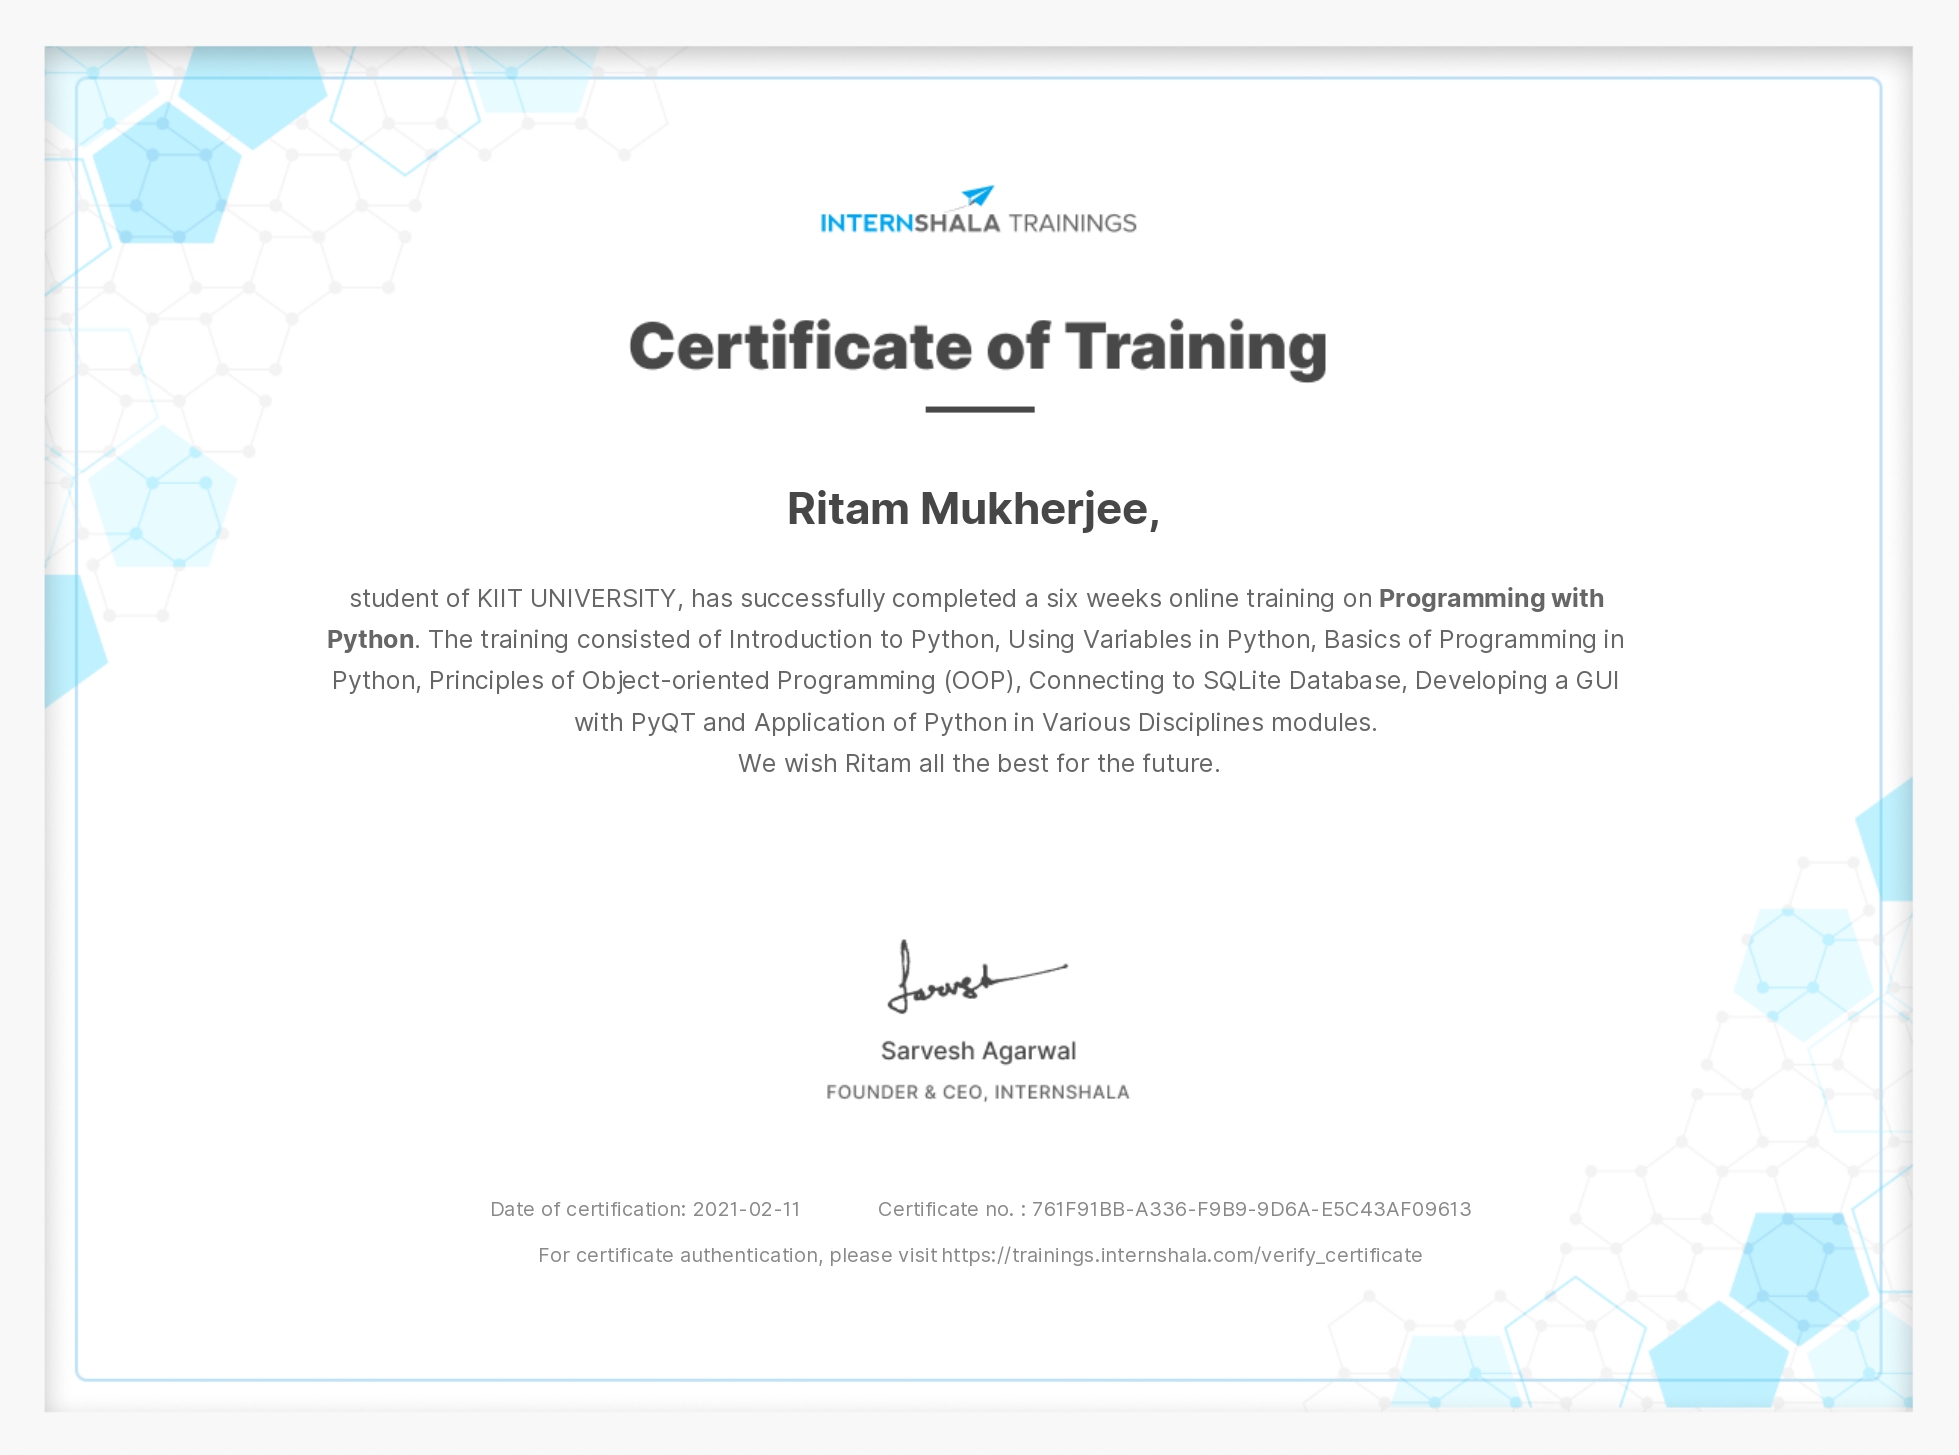 INTERNSHALA TRAININGS
Certificate of Training
Ritam Mukherjee,
student of KIIT UNIVERSITY, has successfully completed a six weeks online training on Programming with
Python. The training consisted of Introduction to Python, Using Variables in Python, Basics of Programming in
Python, Principles of Object-oriented Programming (OOP), Connecting to SQLite Database, Developing a GUI
with PyQT and Application of Python in Various Disciplines modules.
We wish Ritam all the best for the future.
Sarvesh
Sarvesh Agarwal
FOUNDER & CEO, INTERNSHALA
Date of certification: 2021-02-11 Certificate no. : 761F91BB-A336-F9B9-9D6A-E5C43AF09613
For certificate authentication, please visit https://trainings.internshala.com/verify_certificate